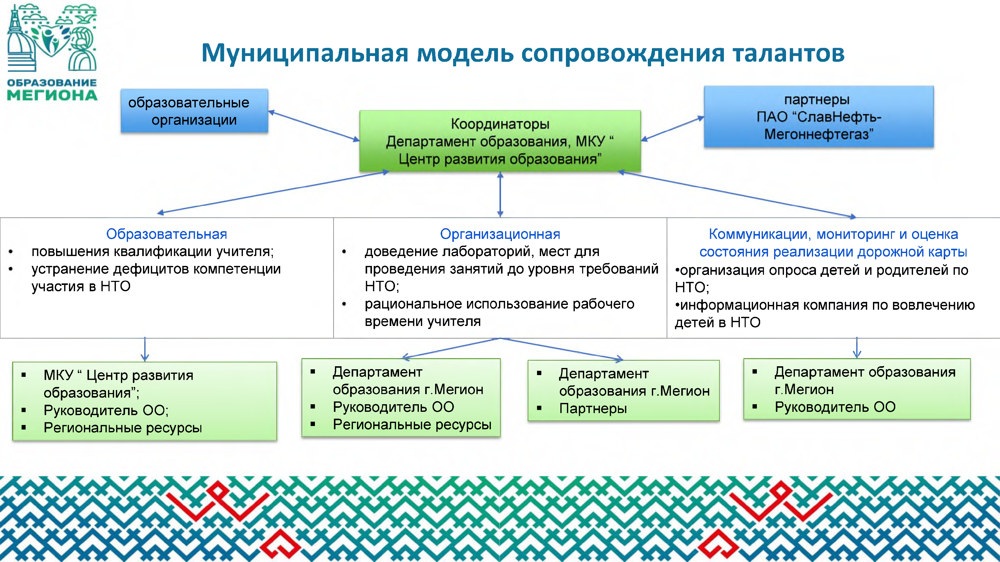 ОБРАЗОВАНИЕ
МЕГИОНА
Муниципальная модель сопровождения талантов
образовательные
организации
Координаторы
Департамент образования, МКУ “
Центр развития образования”
партнеры
ПАО “СлавНефть-
Мегоннефтегаз”
Образовательная
• повышения квалификации учителя;
• устранение дефицитов компетенции
участия в НТО
Организационная
• доведение лабораторий, мест для
проведения занятий до уровня требований
НТО;
• рациональное использование рабочего
времени учителя
Коммуникации, мониторинг и оценка
состояния реализации дорожной карты
•организация опроса детей и родителей по
НТО;
•информационная компания по вовлечению
детей в НТО
▪ МКУ “ Центр развития
образования”;
▪ Руководитель ОО;
▪ Региональные ресурсы
▪ Департамент
образования г.Мегион
▪ Руководитель ОО
▪ Региональные ресурсы
▪ Департамент
образования г.Мегион
▪ Партнеры
▪ Департамент образования
г.Мегион
▪ Руководитель ОО